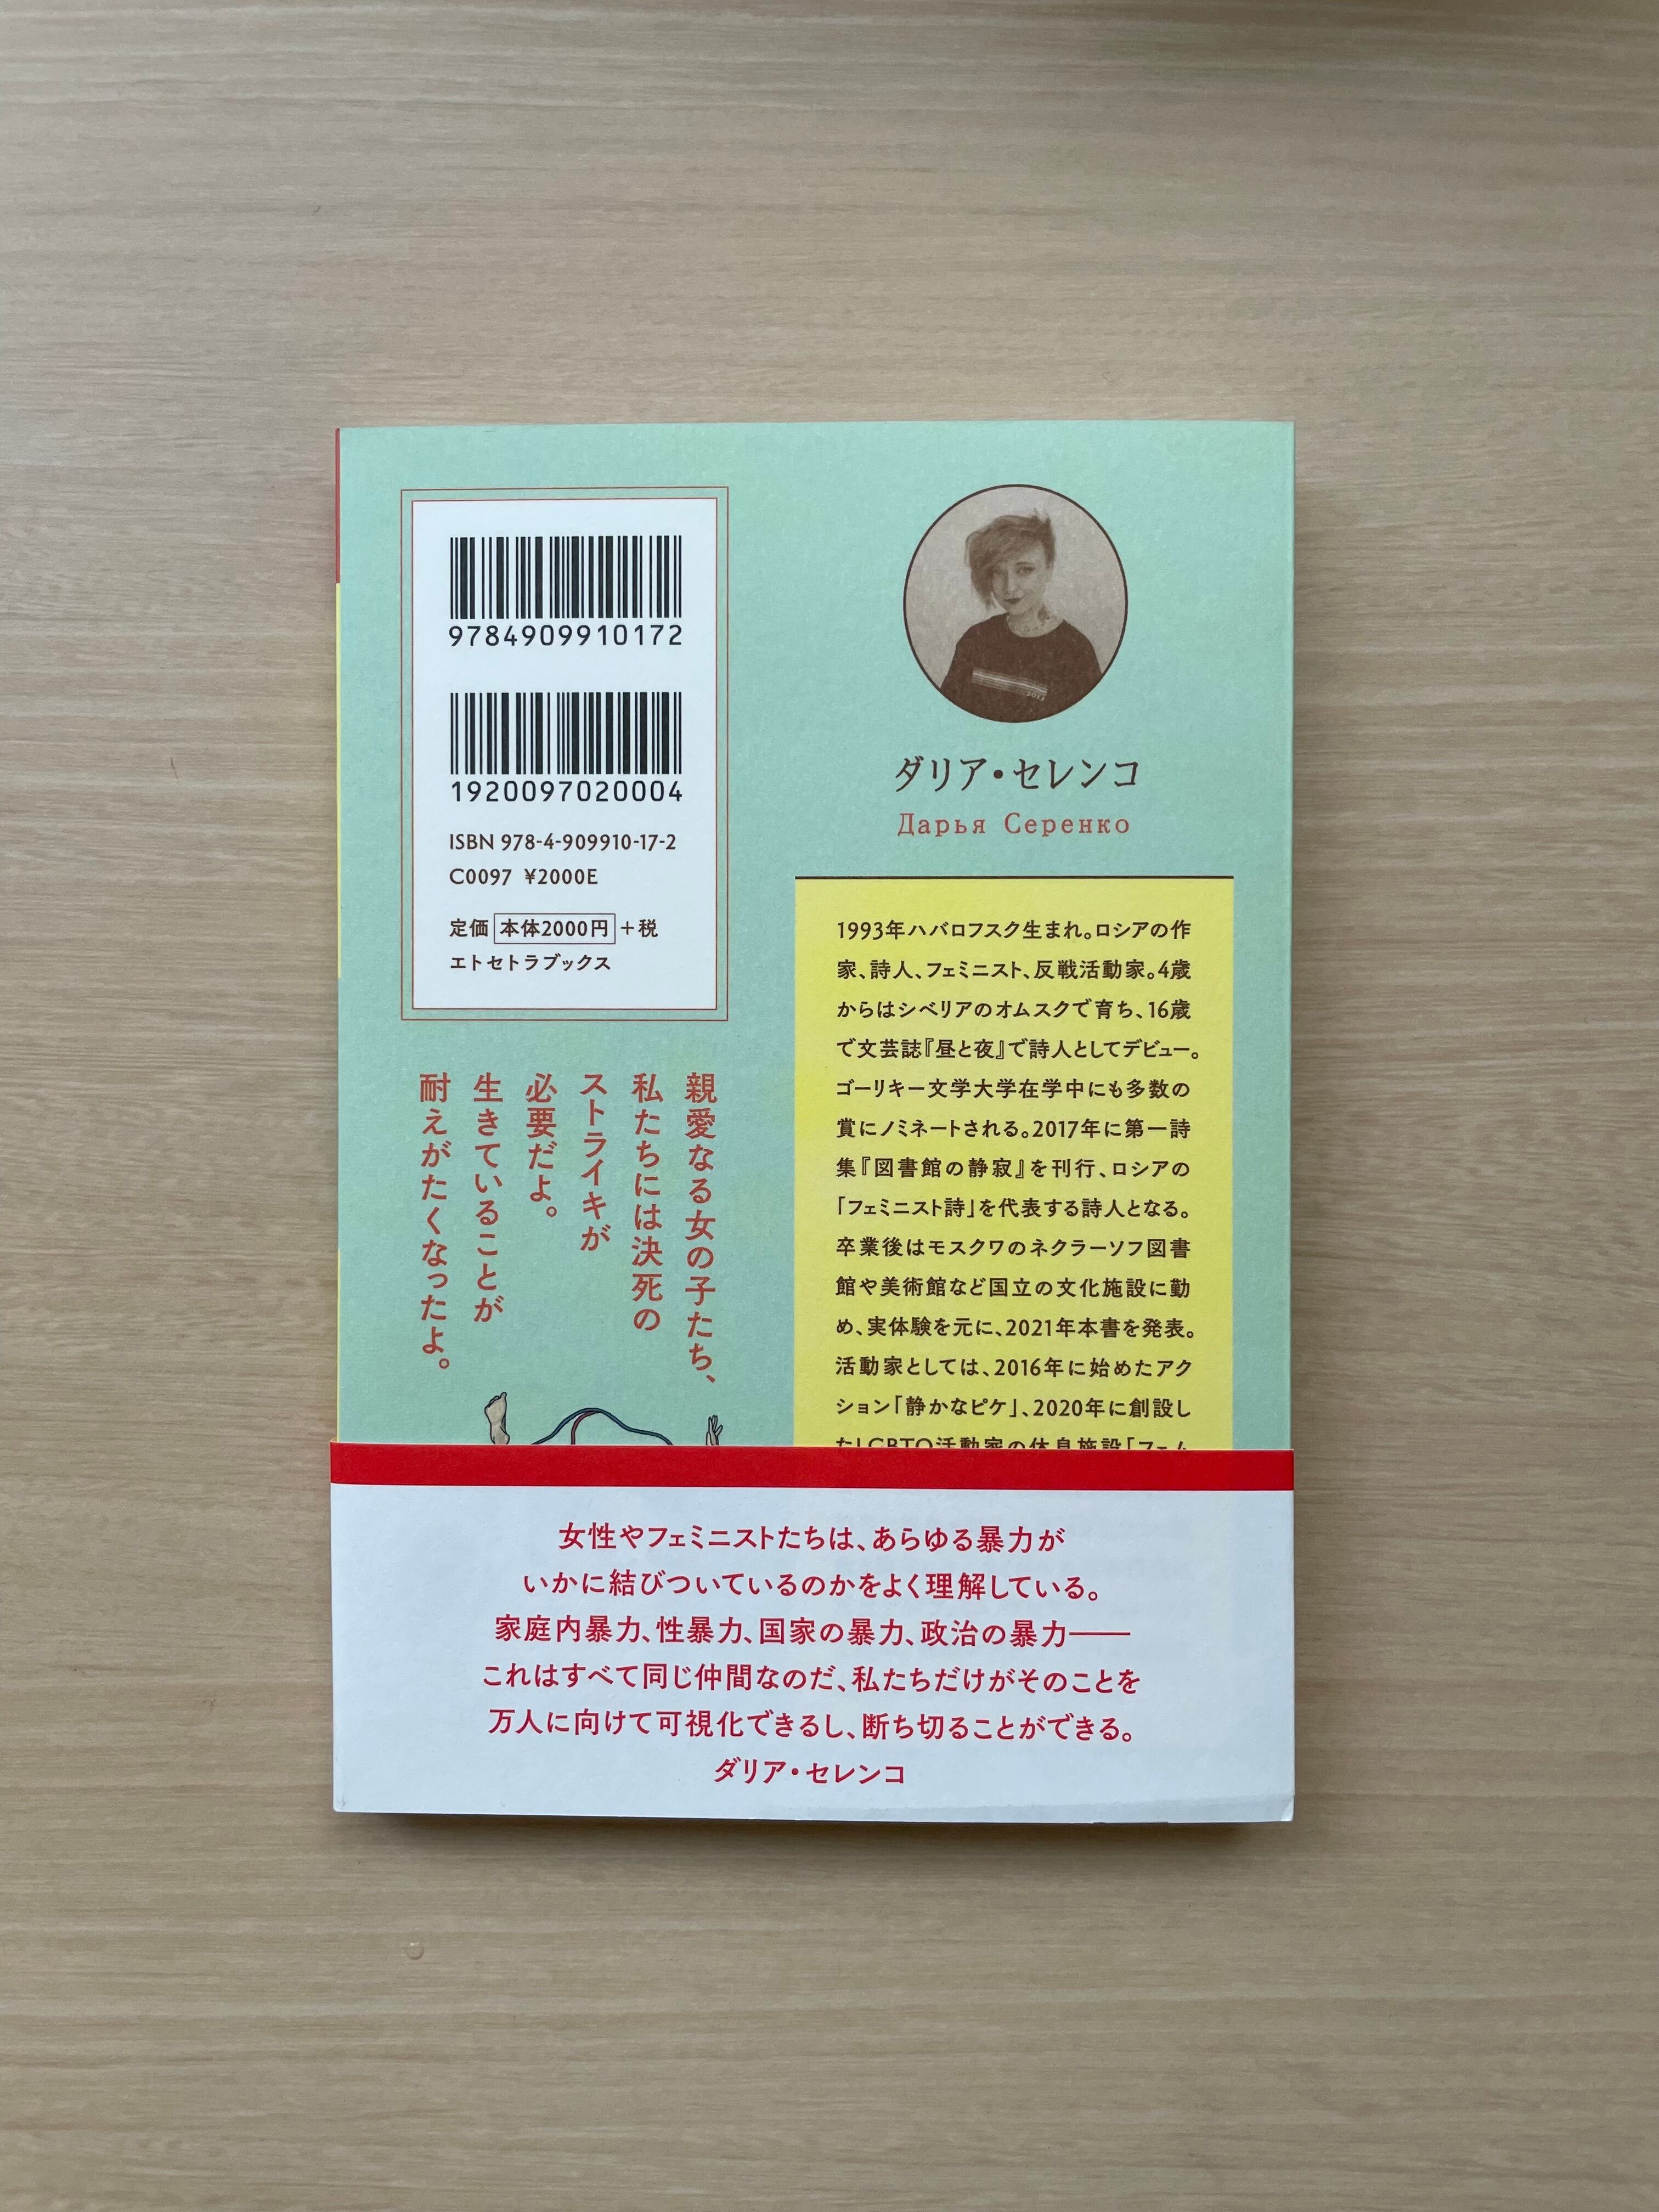 9784909910172
1920097020004
ISBN 978-4-909910-17-2
C0097 ¥2000E
定価 本体2000円 +税
エトセトラブックス
ダリア・セレンコ
Дарья Серенко
1993年ハバロフスク生まれ。ロシアの作
家、詩人、フェミニスト、反戦活動家。4歳
からはシベリアのオムスクで育ち、16歳
で文芸誌『昼と夜』で詩人としてデビュー。
ゴーリキー文学大学在学中にも多数の
賞にノミネートされる。2017年に第一詩
集『図書館の静寂』を刊行、ロシアの
「フェミニスト詩」を代表する詩人となる。
卒業後はモスクワのネクラーソフ図書
館や美術館など国立の文化施設に勤
め、実体験を元に、2021年本書を発表。
活動家としては、2016年に始めたアク
ション「静かなピケ」、2020年に創設し
たLGBTQ活動家の休息施設「フェム
親愛なる女の子たち、
私たちには決死の
ストライキが
必要だよ。
生きていることが
耐えがたくなったよ。
女性やフェミニストたちは、あらゆる暴力が
いかに結びついているのかをよく理解している。
家庭内暴力、性暴力、国家の暴力、政治の暴力――
これはすべて同じ仲間なのだ、私たちだけがそのことを
万人に向けて可視化できるし、断ち切ることができる。
ダリア・セレンコ